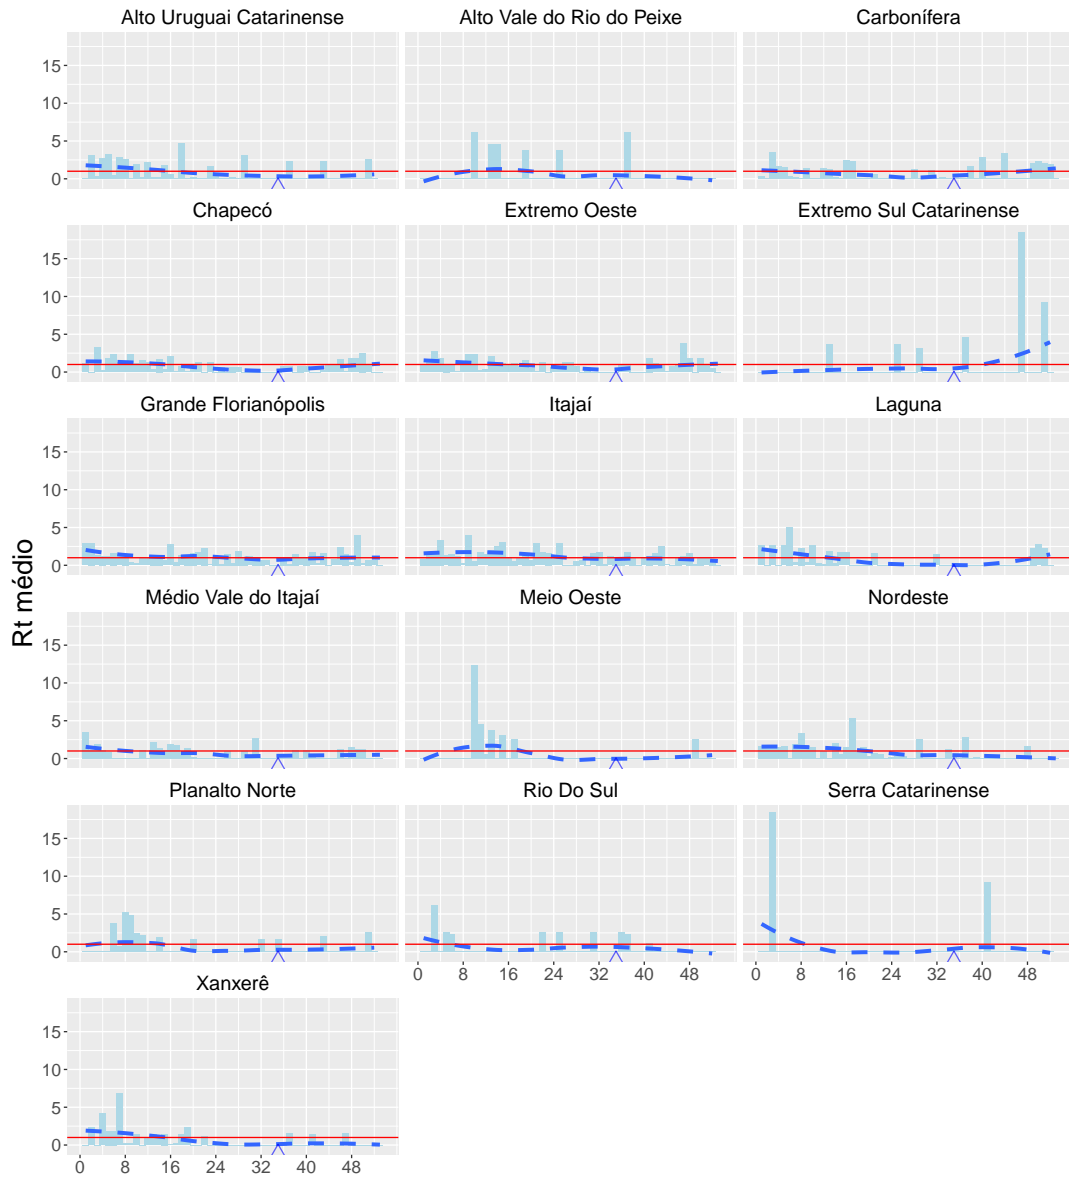 Alto Uruguai Catarinense Alto Vale do Rio do Peixe Carbonífera
15
10
5
0
Chapecó Extremo Oeste Extremo Sul Catarinense
15
10
5
0
Grande Florianópolis Itajaí Laguna
15
10
5
0
Rt médio
Médio Vale do Itajaí Meio Oeste Nordeste
15
10
5
0
Planalto Norte Rio Do Sul Serra Catarinense
15
10
5
0
0 8 16 24 32 40 48 0 8 16 24 32 40 48
Xanxerê
15
10
5
0
0 8 16 24 32 40 48